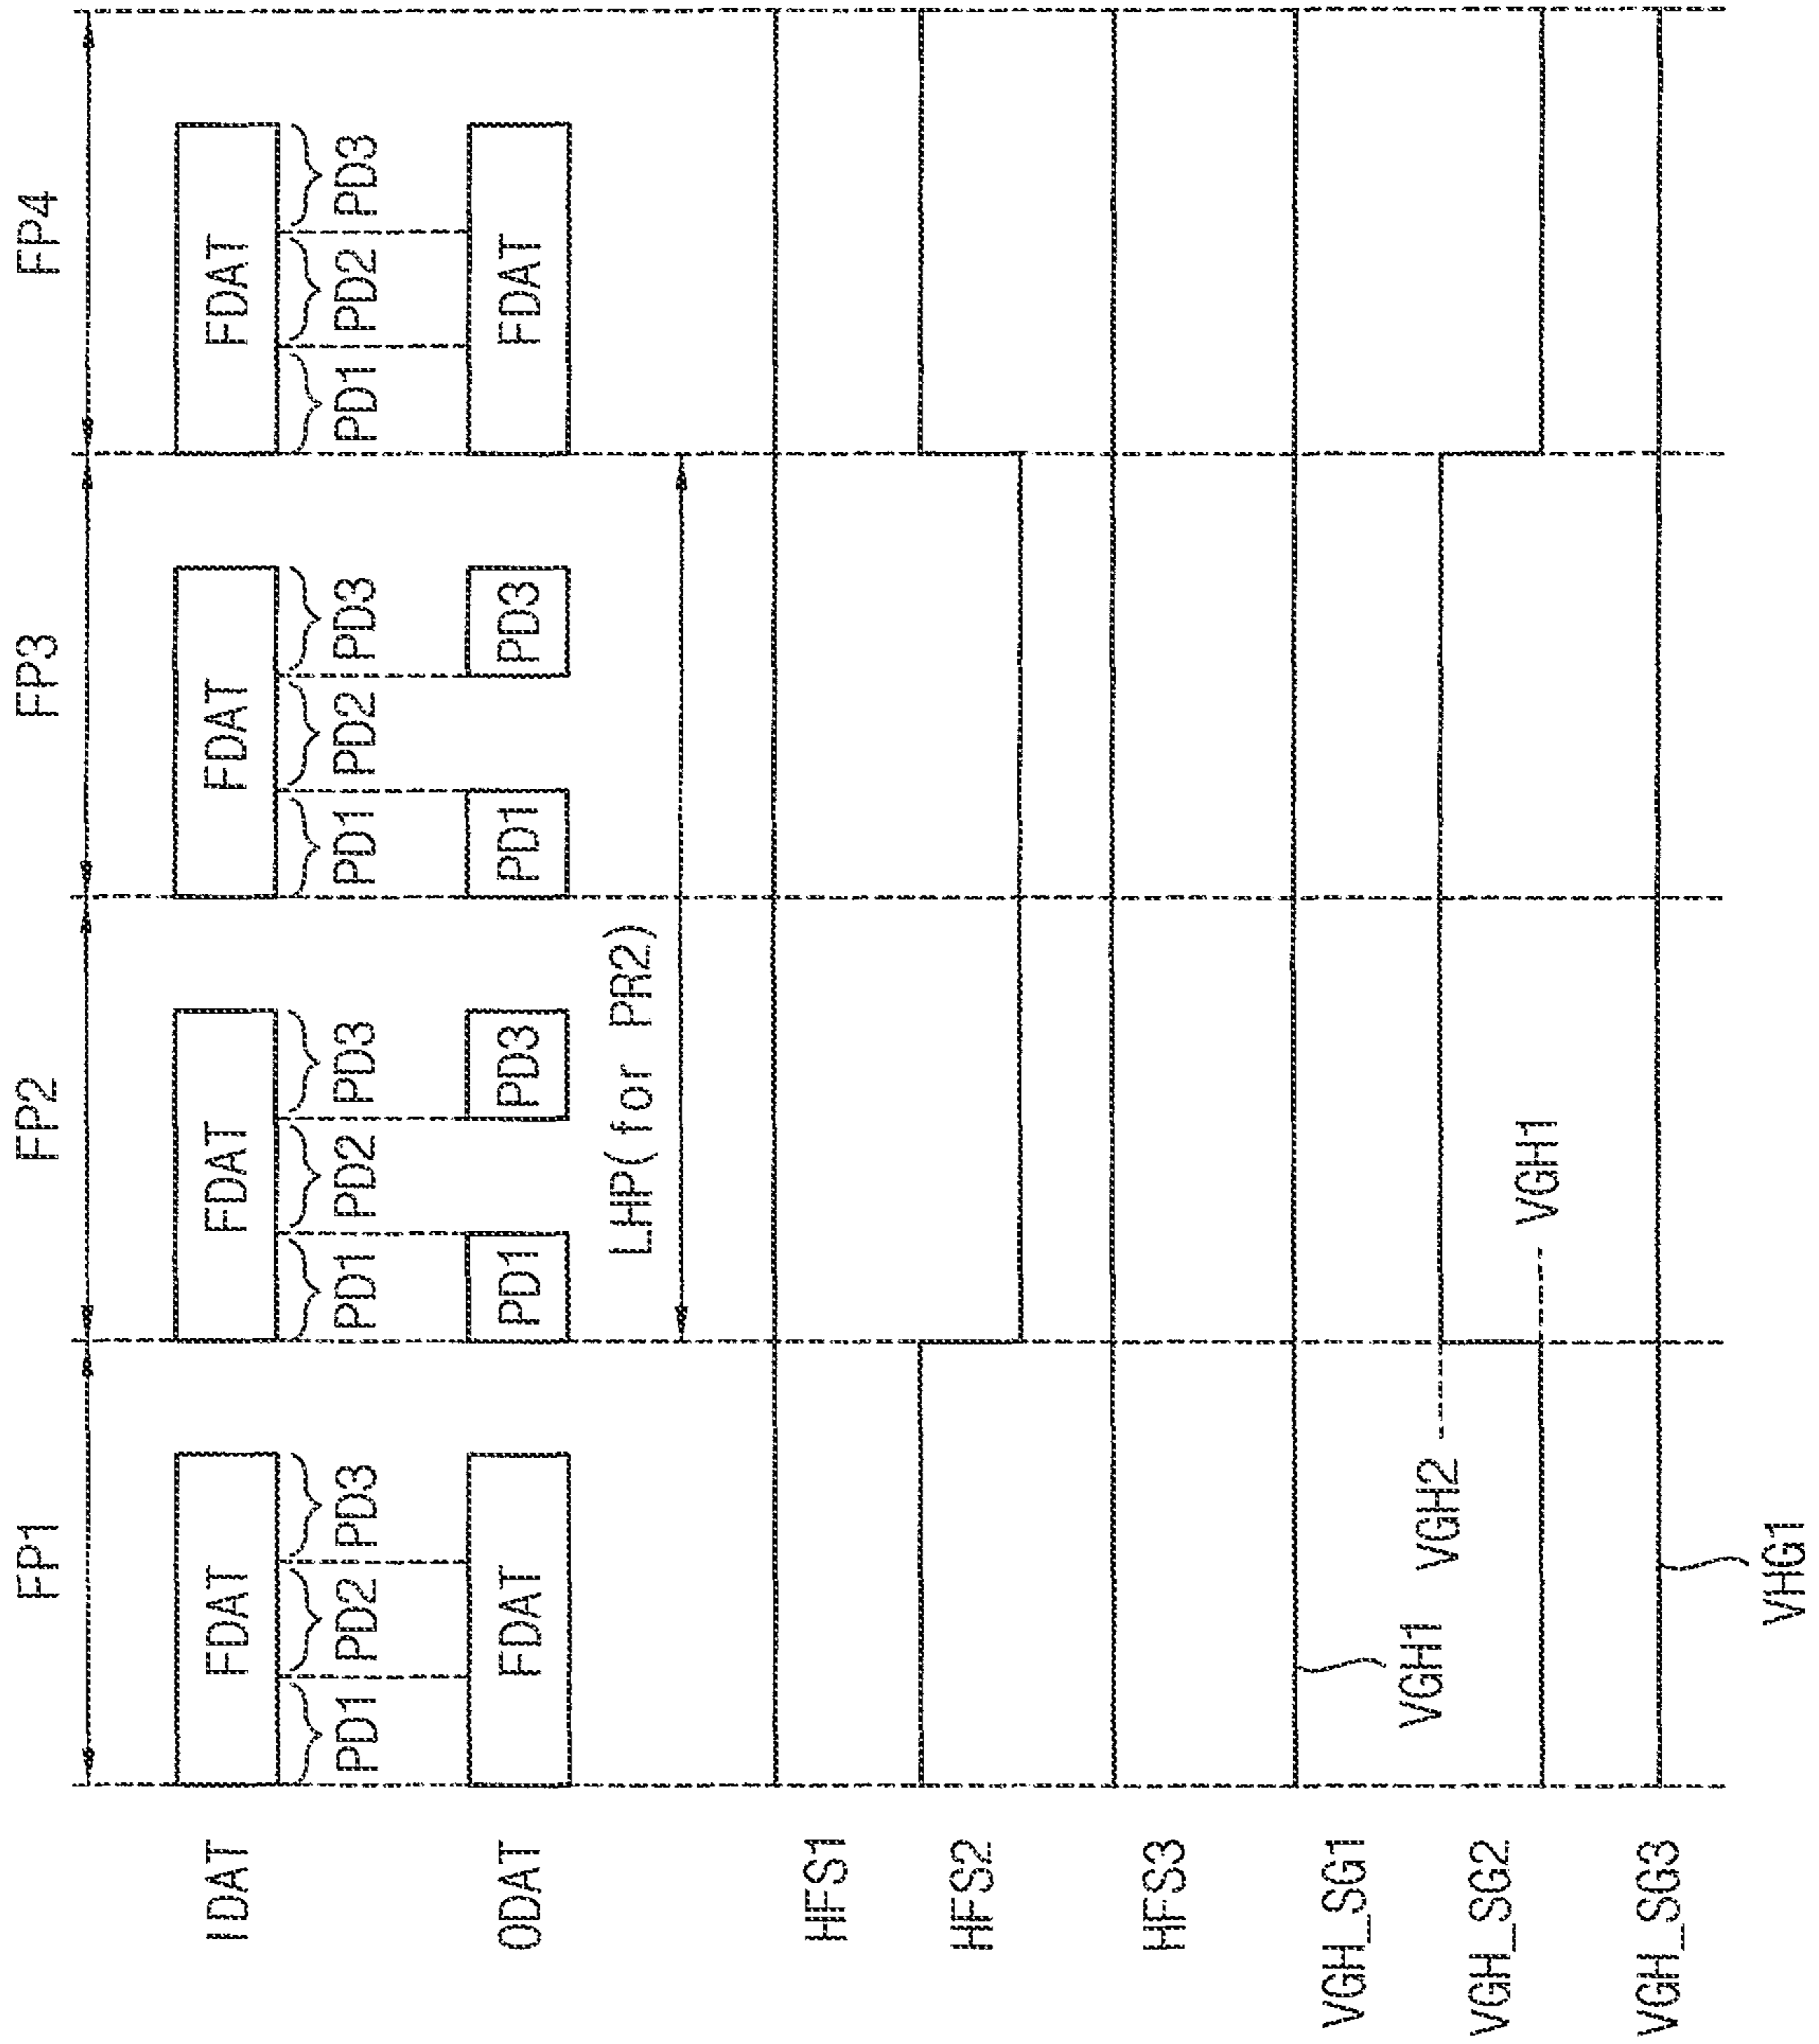 FP1 FP2 FP3 FP4
IDAT FDAT FDAT FDAT FDAT
PD1 PD2 PD3 PD1 PD2 PD3 PD1 PD2 PD3 PD1 PD2 PD3
ODAT FDAT PD1 PD3 PD1 PD3 FDAT
LHP(for PR2)
HFS1
HFS2
HFS3
VGH_SG1
VGH1
VGH_SG2
VGH2
VGH1
VGH_SG3
VHG1